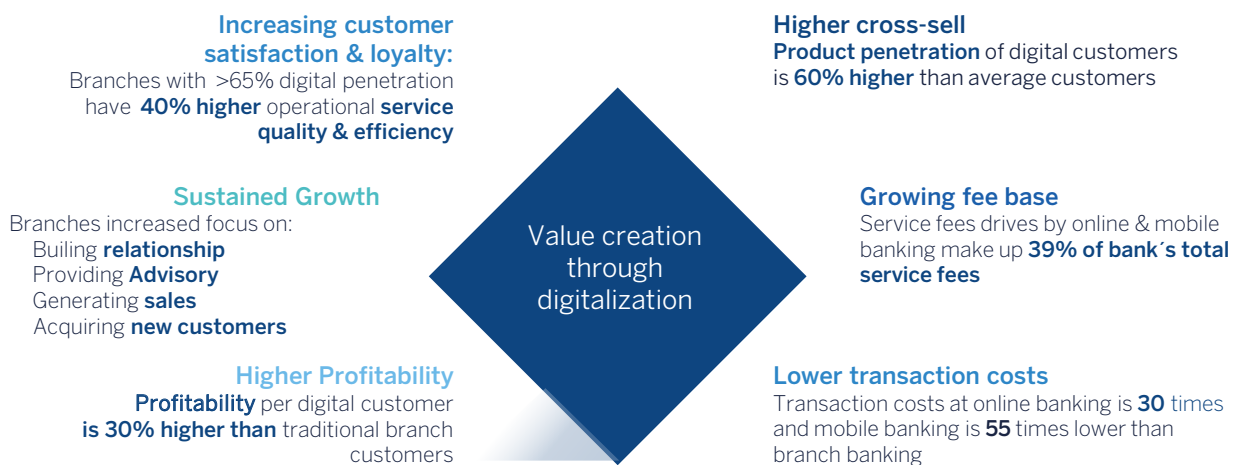 Increasing customer
satisfaction & loyalty:
Branches with >65% digital penetration
have 40% higher operational service
quality & efficiency
Sustained Growth
Branches increased focus on:
Builing relationship
Providing Advisory
Generating sales
Acquiring new customers
Higher Profitability
Profitability per digital customer
is 30% higher than traditional branch
customers
Value creation
through
digitalization
Higher cross-sell
Product penetration of digital customers
is 60% higher than average customers
Growing fee base
Service fees drives by online & mobile
banking make up 39% of bank´s total
service fees
Lower transaction costs
Transaction costs at online banking is 30 times
and mobile banking is 55 times lower than
branch banking